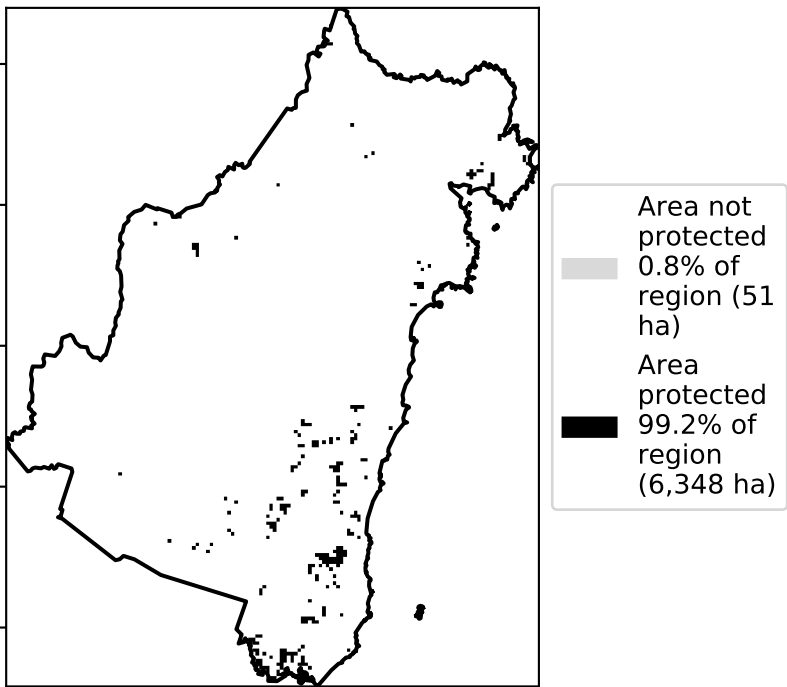 Area not
protected
0.8% of
region (51
ha)
Area
protected
99.2% of
region
(6,348 ha)